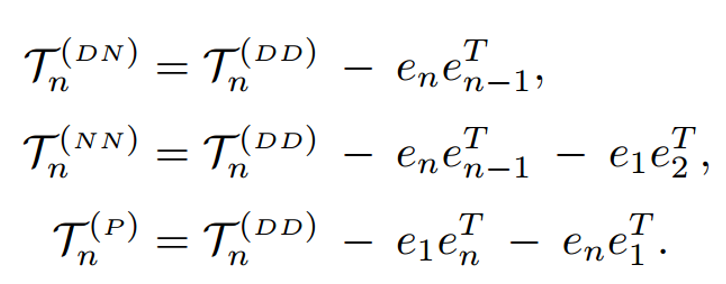 𝒯_n^{(DN)} = 𝒯_n^{(DD)} − e_n e_{n−1}^T,
𝒯_n^{(NN)} = 𝒯_n^{(DD)} − e_n e_{n−1}^T − e_1 e_2^T,
𝒯_n^{(P)} = 𝒯_n^{(DD)} − e_1 e_n^T − e_n e_1^T.